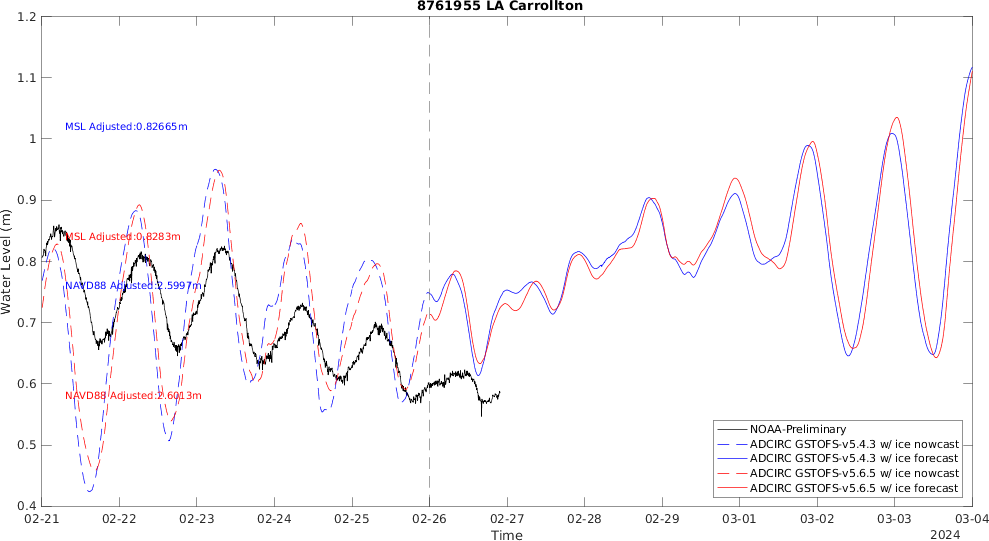 8761955 LA Carrollton
1.2
1.1
1
0.9
0.8
0.7
0.6
0.5
0.4
Water Level (m)
MSL Adjusted:0.82665m
MSL Adjusted:0.8283m
NAVD88 Adjusted:2.5997m
NAVD88 Adjusted:2.6013m
NOAA-Preliminary
ADCIRC GSTOFS-v5.4.3 w/ ice nowcast
ADCIRC GSTOFS-v5.4.3 w/ ice forecast
ADCIRC GSTOFS-v5.6.5 w/ ice nowcast
ADCIRC GSTOFS-v5.6.5 w/ ice forecast
02-21 02-22 02-23 02-24 02-25 02-26 02-27 02-28 02-29 03-01 03-02 03-03 03-04
Time
2024